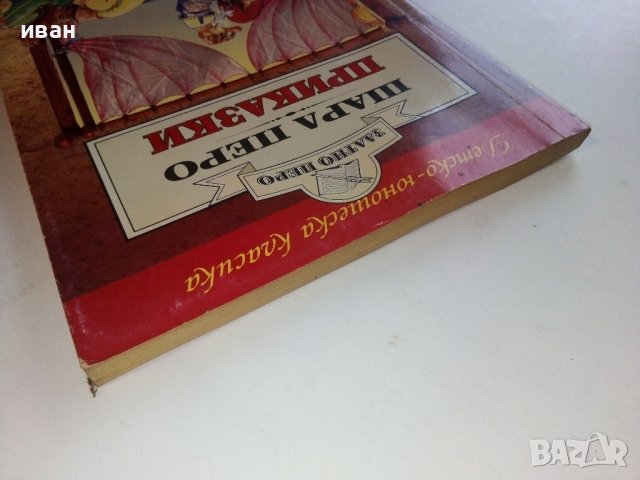 иван
Детско-юношеска класика
ЗЛАТНО ПЕРО
ШАРЛ ПЕРО
ПРИКАЗКИ
BAZAR.bg